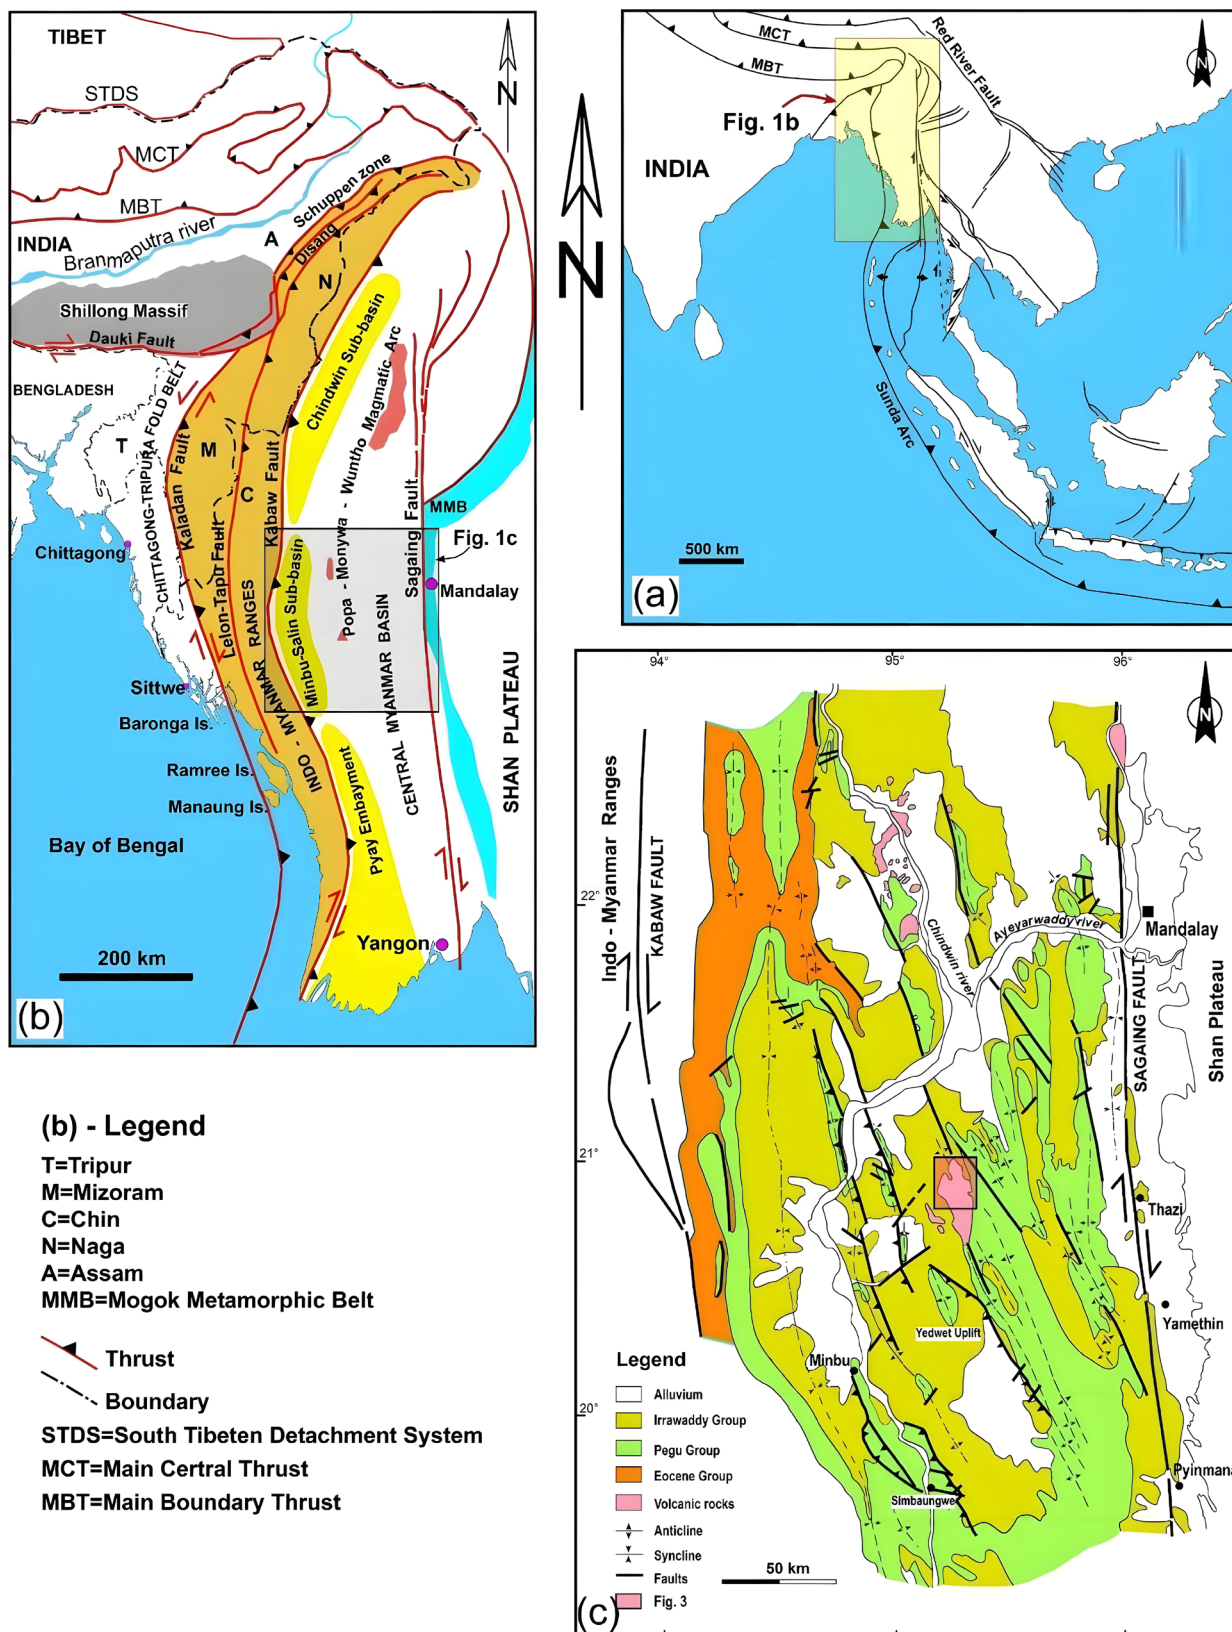 TIBET
N
STDS
MCT
MBT
INDIA
Branmaputra river
A
Schuppen zone
Disang
N
Shillong Massif
Dauki Fault
BENGLADESH
T
CHITTAGONG-TRIPURA FOLD BELT
Kaladan Fault
M
C
Lelon-Tapu Fault
Kabaw Fault
Chindwin Sub-basin
Popa - Monywa - Wuntho Magmatic Arc
Sagaing Fault
MMB
Fig. 1c
Chittagong
Mandalay
INDO - MYANMAR RANGES
Minbu-Salin Sub-basin
CENTRAL MYANMAR BASIN
SHAN PLATEAU
Sittwe
Baronga Is.
Ramree Is.
Manaung Is.
Bay of Bengal
Pyay Embayment
Yangon
200 km
(b)
N
MCT
MBT
Red River Fault
N
Fig. 1b
INDIA
Sunda Arc
500 km
(a)
(b) - Legend
T=Tripur
M=Mizoram
C=Chin
N=Naga
A=Assam
MMB=Mogok Metamorphic Belt
Thrust
Boundary
STDS=South Tibeten Detachment System
MCT=Main Central Thrust
MBT=Main Boundary Thrust
94°
95°
96°
N
Indo - Myanmar Ranges
KABAW FAULT
22°
Chindwin river
Ayeyarwaddy river
Mandalay
SAGAING FAULT
Shan Plateau
21°
Thazi
Yamethin
Yedwet Uplift
Minbu
20°
Pyinmana
Simbaungwe
Legend
Alluvium
Irrawaddy Group
Pegu Group
Eocene Group
Volcanic rocks
Anticline
Syncline
Faults
Fig. 3
50 km
(c)